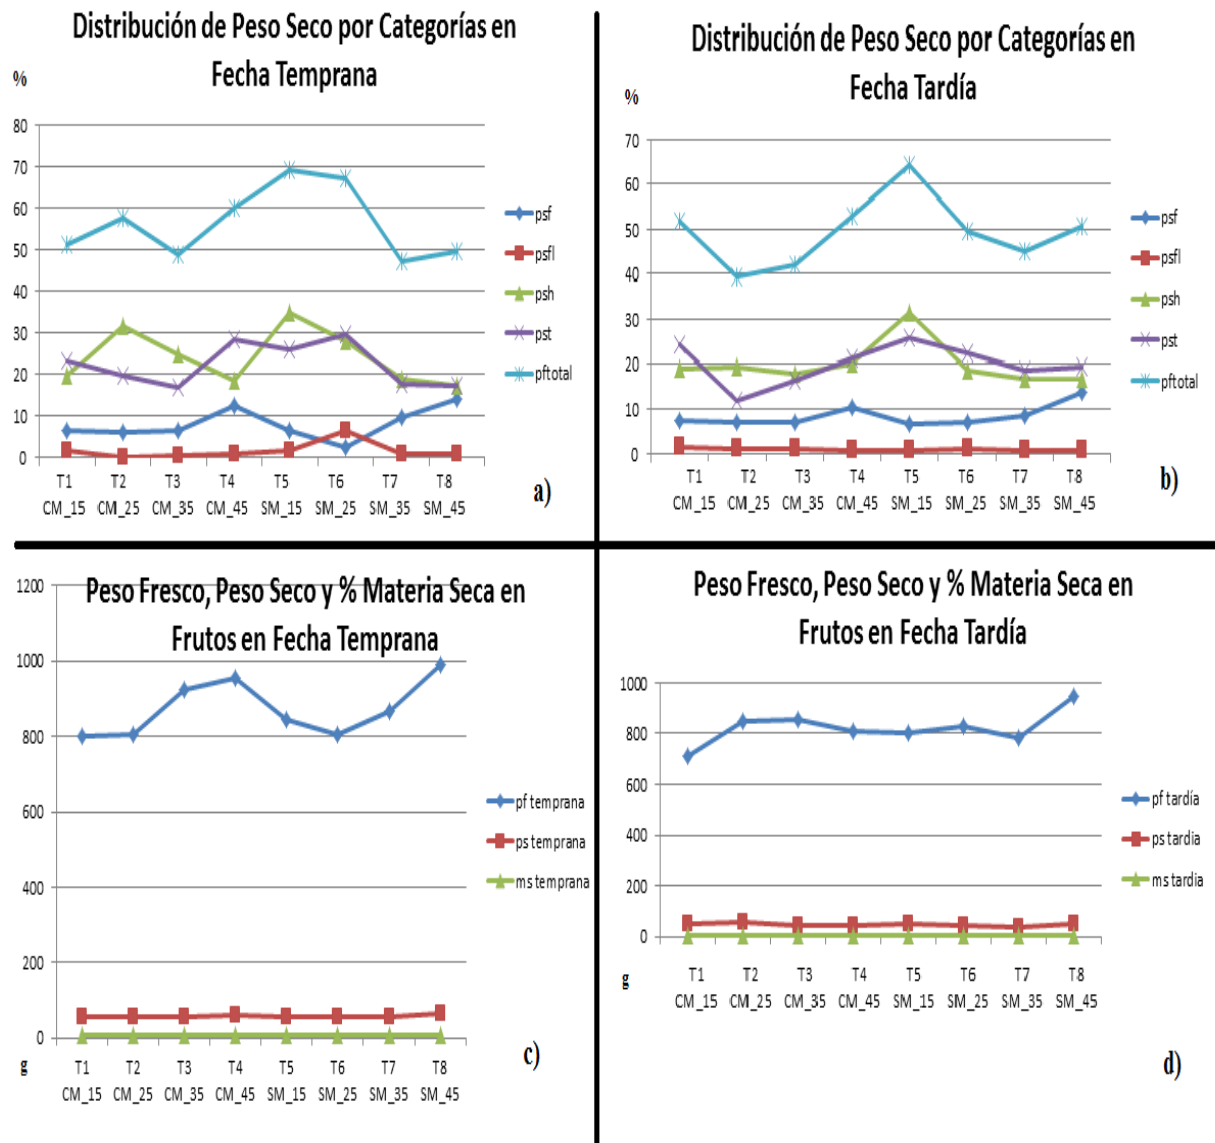 Distribución de Peso Seco por Categorías en
Fecha Temprana
%
80
70
60
50
40
30
20
10
0
T1 T2 T3 T4 T5 T6 T7 T8
CM_15 CM_25 CM_35 CM_45 SM_15 SM_25 SM_35 SM_45
psf
psfl
psh
pst
pftotal
a)
Distribución de Peso Seco por Categorías en
Fecha Tardía
%
70
60
50
40
30
20
10
0
T1 T2 T3 T4 T5 T6 T7 T8
CM_15 CM_25 CM_35 CM_45 SM_15 SM_25 SM_35 SM_45
psf
psfl
psh
pst
pftotal
b)
Peso Fresco, Peso Seco y % Materia Seca en
Frutos en Fecha Temprana
1200
1000
800
600
400
200
0
g
T1 T2 T3 T4 T5 T6 T7 T8
CM_15 CM_25 CM_35 CM_45 SM_15 SM_25 SM_35 SM_45
pf temprana
ps temprana
ms temprana
c)
Peso Fresco, Peso Seco y % Materia Seca en
Frutos en Fecha Tardía
1000
800
600
400
200
0
g
T1 T2 T3 T4 T5 T6 T7 T8
CM_15 CM_25 CM_35 CM_45 SM_15 SM_25 SM_35 SM_45
pf tardía
ps tardia
ms tardia
d)